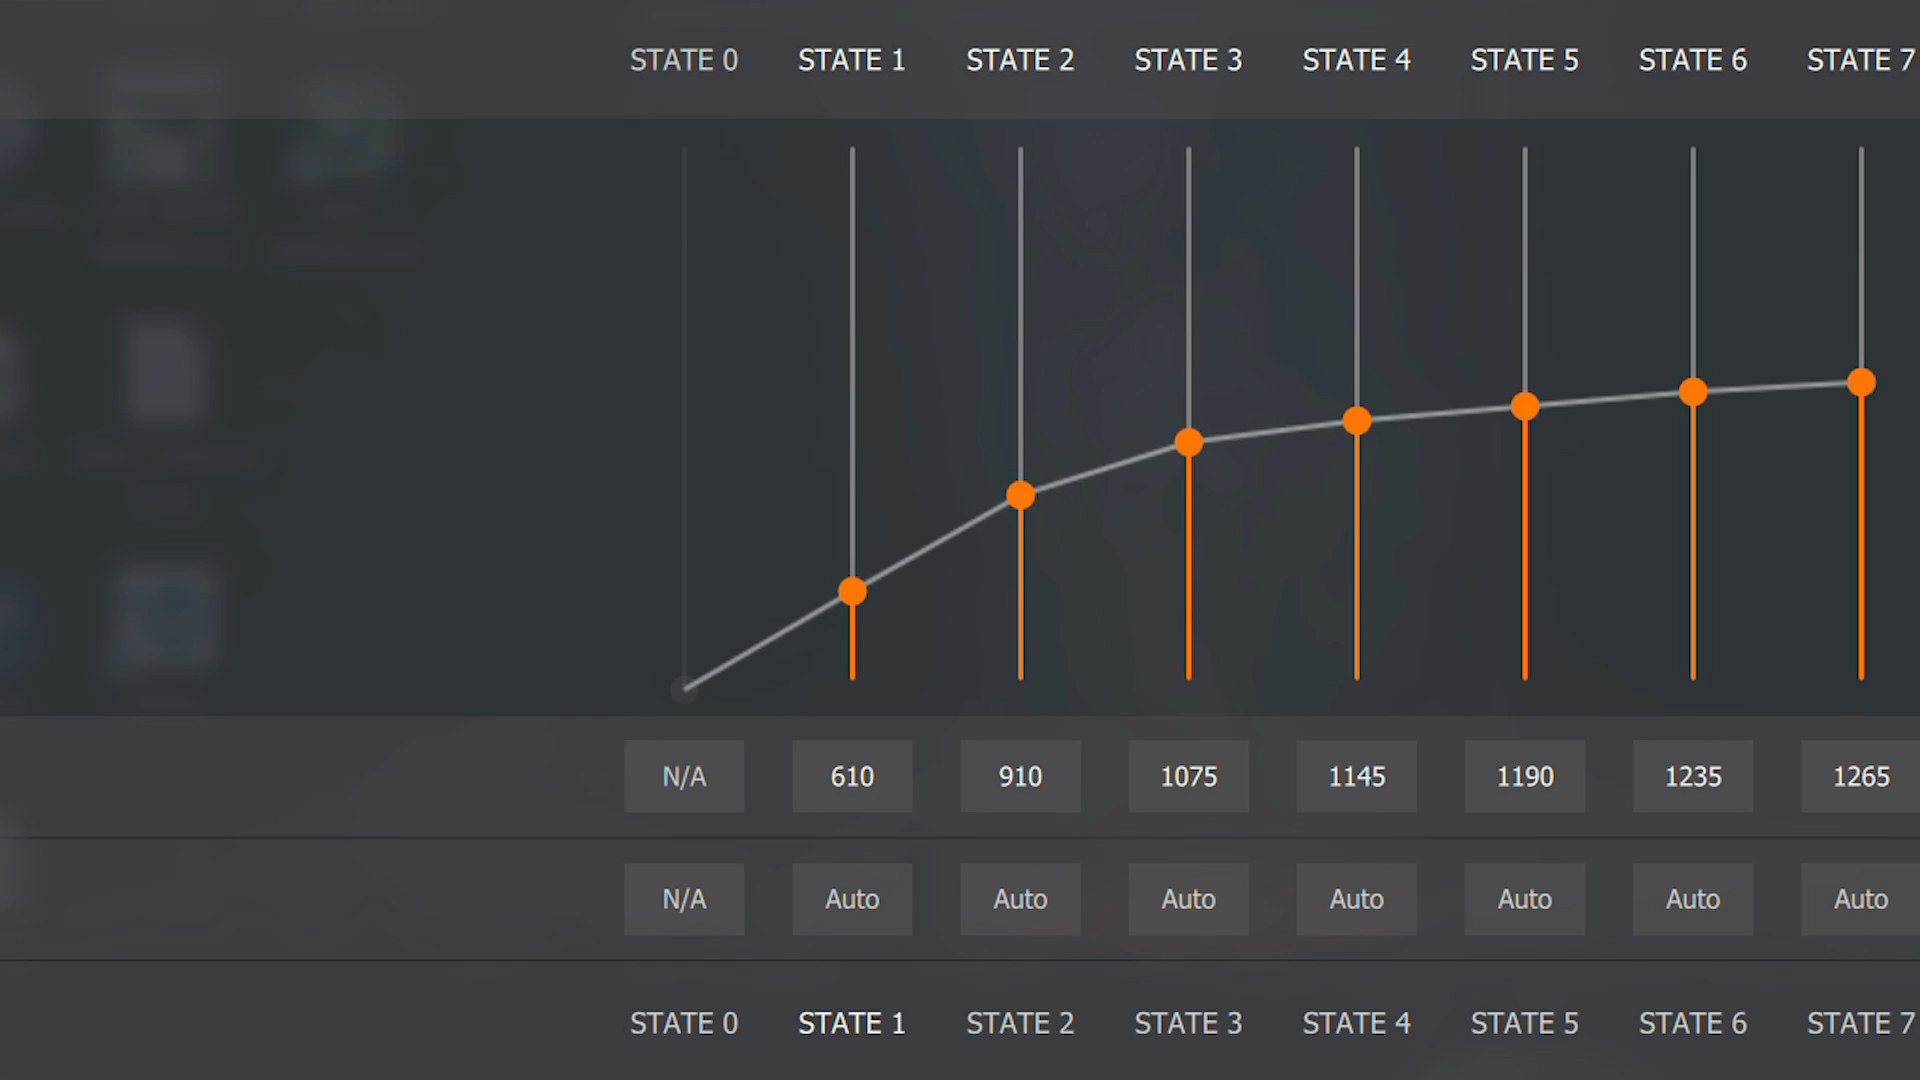 STATE 0 STATE 1 STATE 2 STATE 3 STATE 4 STATE 5 STATE 6 STATE 7
N/A 610 910 1075 1145 1190 1235 1265
N/A Auto Auto Auto Auto Auto Auto Auto
STATE 0 STATE 1 STATE 2 STATE 3 STATE 4 STATE 5 STATE 6 STATE 7